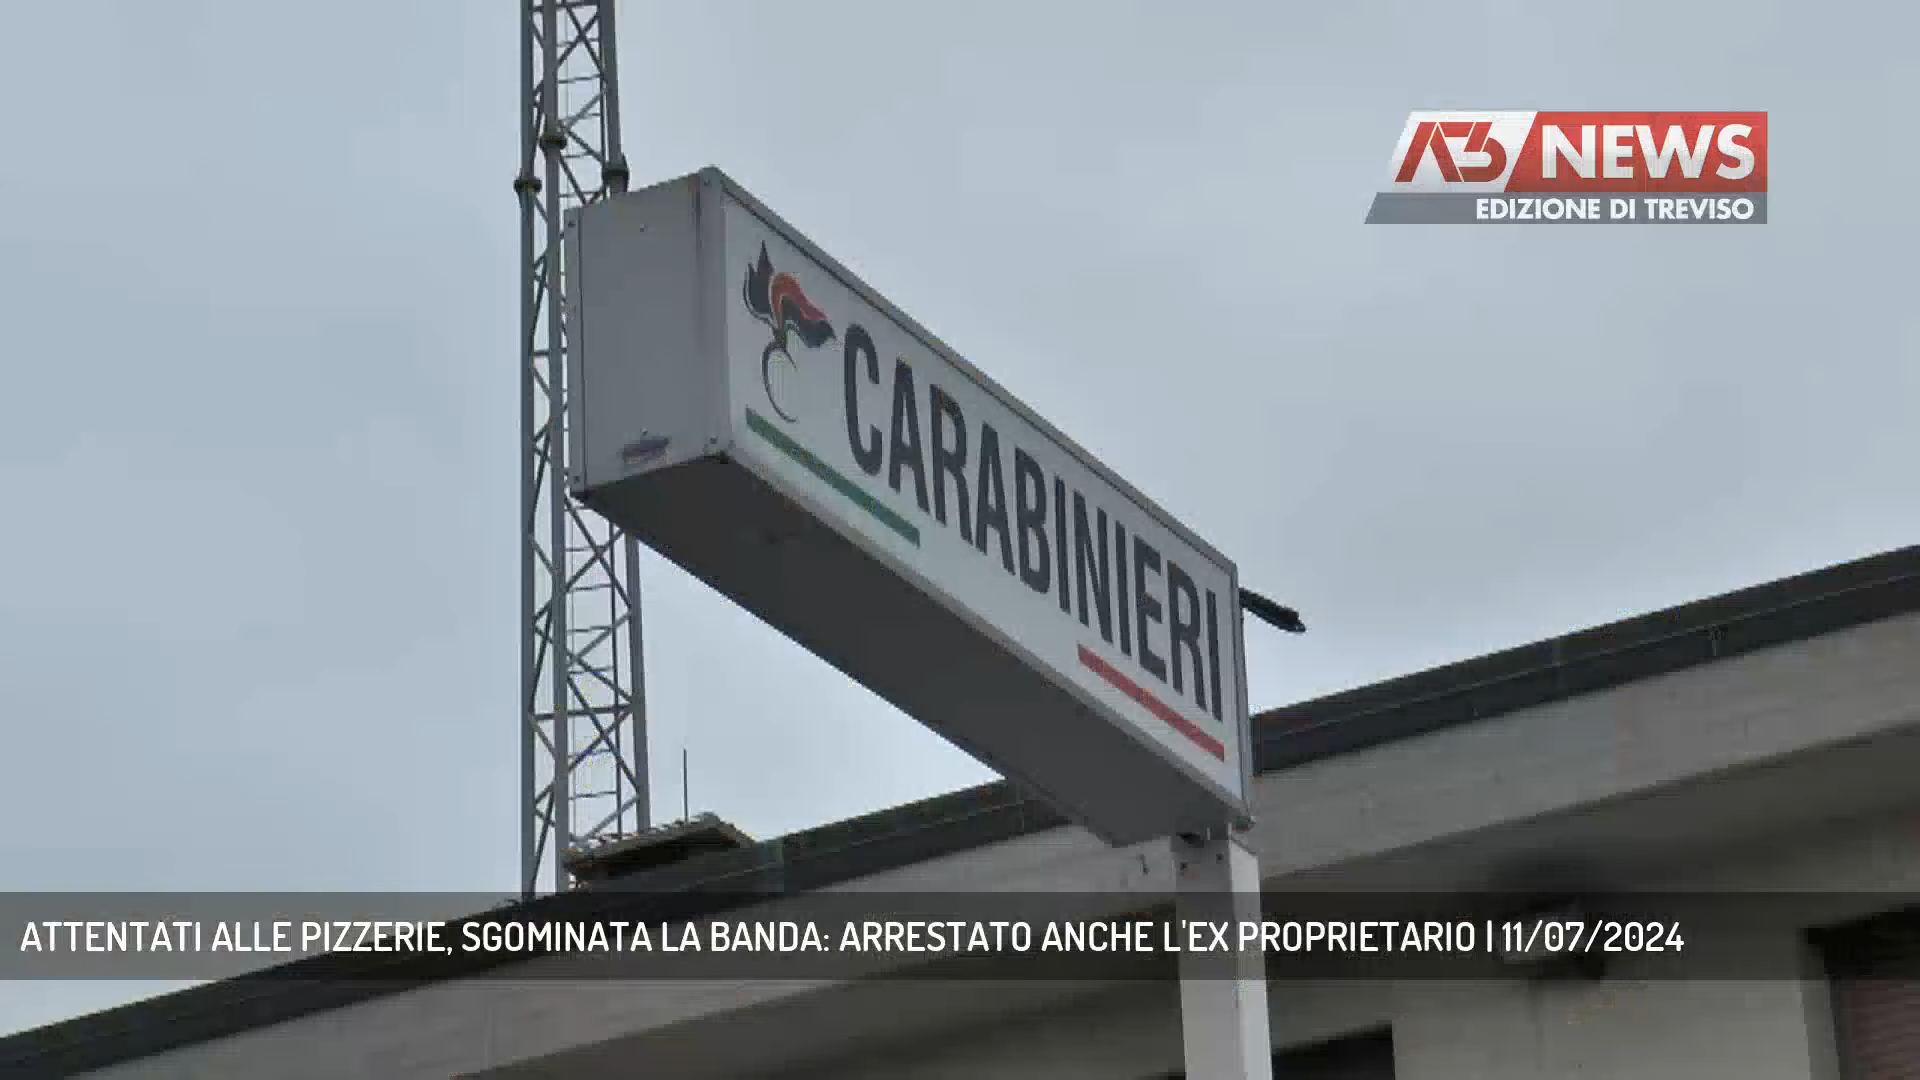 A3 NEWS
EDIZIONE DI TREVISO
CARABINIERI
ATTENTATI ALLE PIZZERIE, SGOMINATA LA BANDA: ARRESTATO ANCHE L'EX PROPRIETARIO | 11/07/2024